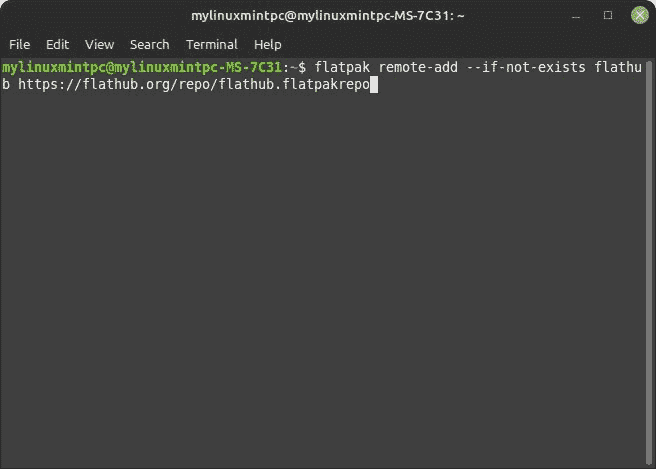 mylinuxmintpc@mylinuxmintpc-MS-7C31: ~
File Edit View Search Terminal Help
mylinuxmintpc@mylinuxmintpc-MS-7C31:~$ flatpak remote-add --if-not-exists flathu
b https://flathub.org/repo/flathub.flatpakrepo